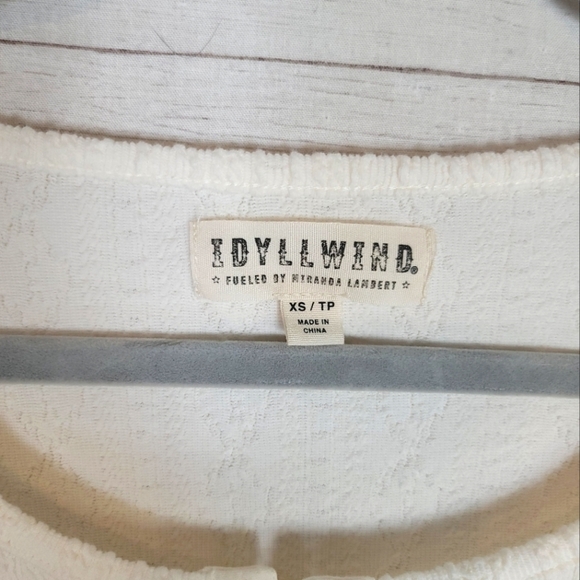 IDYLLWIND®
☆ FUELED BY MIRANDA LAMBERT ☆
XS / TP
MADE IN
CHINA